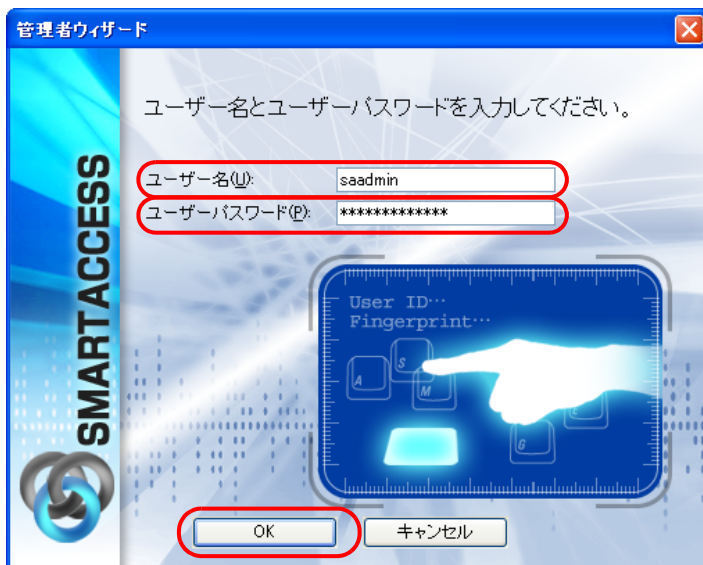 管理者ウィザード
ユーザー名とユーザーパスワードを入力してください。
ユーザー名(U): saadmin
ユーザーパスワード(P): *************
SMARTACCESS
User ID…
Fingerprint…
A
S
M
G
E
OK キャンセル